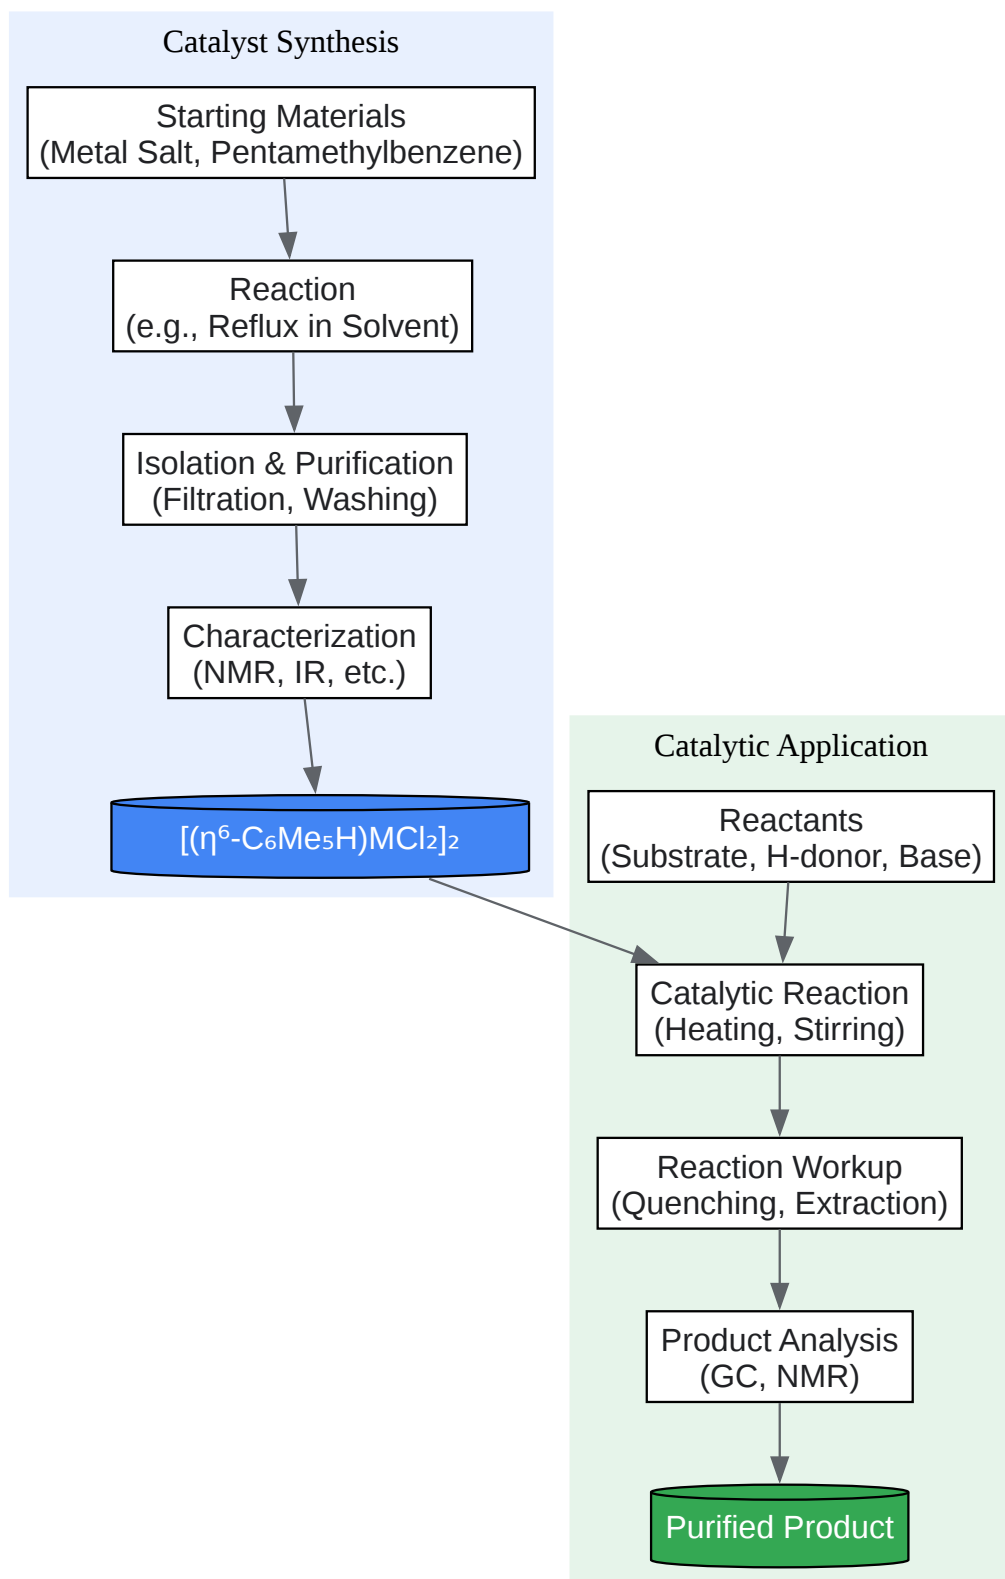 Catalyst Synthesis
Starting Materials
(Metal Salt, Pentamethylbenzene)
Reaction
(e.g., Reflux in Solvent)
Isolation & Purification
(Filtration, Washing)
Characterization
(NMR, IR, etc.)
[(η⁶-C₆Me₅H)MCl₂]₂
Catalytic Application
Reactants
(Substrate, H-donor, Base)
Catalytic Reaction
(Heating, Stirring)
Reaction Workup
(Quenching, Extraction)
Product Analysis
(GC, NMR)
Purified Product